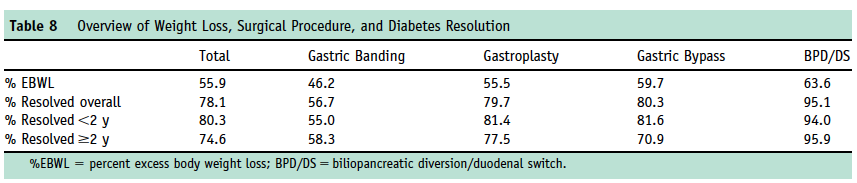 Table 8 Overview of Weight Loss, Surgical Procedure, and Diabetes Resolution
Total Gastric Banding Gastroplasty Gastric Bypass BPD/DS
% EBWL 55.9 46.2 55.5 59.7 63.6
% Resolved overall 78.1 56.7 79.7 80.3 95.1
% Resolved <2 y 80.3 55.0 81.4 81.6 94.0
% Resolved ≥2 y 74.6 58.3 77.5 70.9 95.9
%EBWL = percent excess body weight loss; BPD/DS = biliopancreatic diversion/duodenal switch.